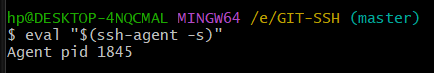 hp@DESKTOP-4NQCMAL MINGW64 /e/GIT-SSH (master)
$ eval "$(ssh-agent -s)"
Agent pid 1845